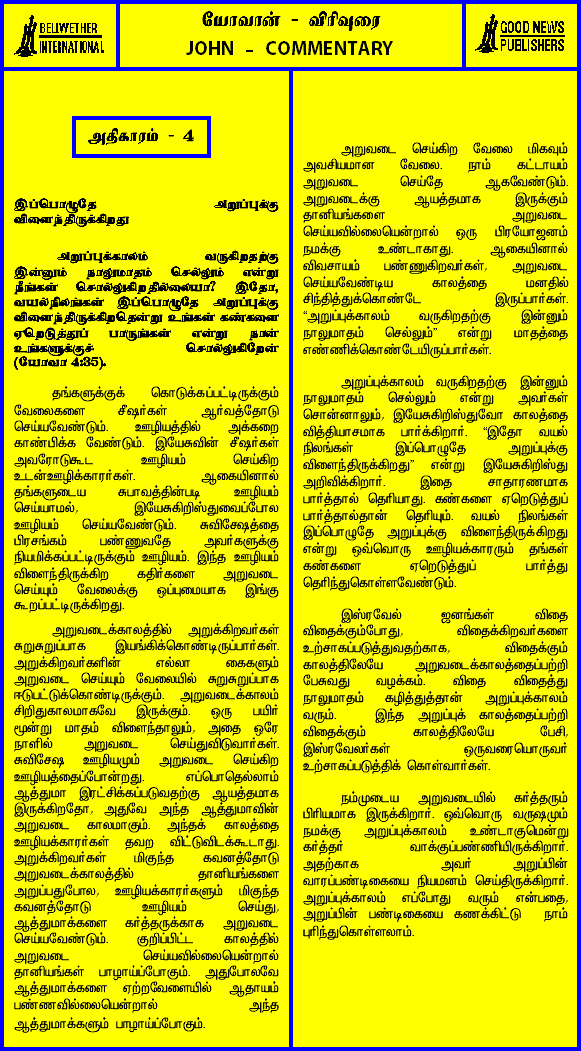 BELWETHER
INTERNATIONAL
யோவான் - விரிவுரை
JOHN - COMMENTARY
GOOD NEWS
PUBLISHERS
அதிகாரம் - 4
இப்பொழுதே அறுப்புக்கு
விளைந்திருக்கிறது
அறுப்புக்காலம் வருகிறதற்கு
இன்னும் நாலுமாதம் செல்லும் என்று
நீங்கள் சொல்லுகிறதில்லையா? இதோ,
வயல்நிலங்கள் இப்பொழுதே அறுப்புக்கு
விளைந்திருக்கிறதென்று உங்கள் கண்களை
ஏறெடுத்துப் பாருங்கள் என்று நான்
உங்களுக்குச் சொல்லுகிறேன்
(யோவா 4:35).
தங்களுக்குக் கொடுக்கப்பட்டிருக்கும்
வேலைகளை சீஷர்கள் ஆர்வத்தோடு
செய்யவேண்டும். ஊழியத்தில் அக்கறை
காண்பிக்க வேண்டும். இயேசுவின் சீஷர்கள்
அவரோடுகூட ஊழியம் செய்கிற
உடன்ஊழிக்காரர்கள். ஆகையினால்
தங்களுடைய சுபாவத்தின்படி ஊழியம்
செய்யாமல், இயேசுகிறிஸ்துவைப்போல
ஊழியம் செய்யவேண்டும். சுவிசேஷத்தை
பிரசங்கம் பண்ணுவதே அவர்களுக்கு
நியமிக்கப்பட்டிருக்கும் ஊழியம். இந்த ஊழியம்
விளைந்திருக்கிற கதிர்களை அறுவடை
செய்யும் வேலைக்கு ஒப்புமையாக இங்கு
கூறப்பட்டிருக்கிறது.
அறுவடைக்காலத்தில் அறுக்கிறவர்கள்
சுறுசுறுப்பாக இயங்கிக்கொண்டிருப்பார்கள்.
அறுக்கிறவர்களின் எல்லா கைகளும்
அறுவடை செய்யும் வேலையில் சுறுசுறுப்பாக
ஈடுபட்டுக்கொண்டிருக்கும். அறுவடைக்காலம்
சிறிதுகாலமாகவே இருக்கும். ஒரு பயிர்
மூன்று மாதம் விளைந்தாலும், அதை ஒரே
நாளில் அறுவடை செய்துவிடுவார்கள்.
சுவிசேஷ ஊழியமும் அறுவடை செய்கிற
ஊழியத்தைப்போன்றது. எப்பொதெல்லாம்
ஆத்துமா இரட்சிக்கப்படுவதற்கு ஆயத்தமாக
இருக்கிறதோ, அதுவே அந்த ஆத்துமாவின்
அறுவடை காலமாகும். அந்தக் காலத்தை
ஊழியக்காரர்கள் தவற விட்டுவிடக்கூடாது.
அறுக்கிறவர்கள் மிகுந்த கவனத்தோடு
அறுவடைக்காலத்தில் தானியங்களை
அறுப்பதுபோல, ஊழியக்காரர்களும் மிகுந்த
கவனத்தோடு ஊழியம் செய்து,
ஆத்துமாக்களை கர்த்தருக்காக அறுவடை
செய்யவேண்டும். குறிப்பிட்ட காலத்தில்
அறுவடை செய்யவில்லையென்றால்
தானியங்கள் பாழாய்ப்போகும். அதுபோலவே
ஆத்துமாக்களை ஏற்றவேளையில் ஆதாயம்
பண்ணவில்லையென்றால் அந்த
ஆத்துமாக்களும் பாழாய்ப்போகும்.
அறுவடை செய்கிற வேலை மிகவும்
அவசியமான வேலை. நாம் கட்டாயம்
அறுவடை செய்தே ஆகவேண்டும்.
அறுவடைக்கு ஆயத்தமாக இருக்கும்
தானியங்களை அறுவடை
செய்யவில்லையென்றால் ஒரு பிரயோஜனம்
நமக்கு உண்டாகாது. ஆகையினால்
விவசாயம் பண்ணுகிறவர்கள், அறுவடை
செய்யவேண்டிய காலத்தை மனதில்
சிந்தித்துக்கொண்டே இருப்பார்கள்.
“அறுப்புக்காலம் வருகிறதற்கு இன்னும்
நாலுமாதம் செல்லும்” என்று மாதத்தை
எண்ணிக்கொண்டேயிருப்பார்கள்.
அறுப்புக்காலம் வருகிறதற்கு இன்னும்
நாலுமாதம் செல்லும் என்று அவர்கள்
சொன்னாலும், இயேசுகிறிஸ்துவோ காலத்தை
வித்தியாசமாக பார்க்கிறார். “இதோ வயல்
நிலங்கள் இப்பொழுதே அறுப்புக்கு
விளைந்திருக்கிறது” என்று இயேசுகிறிஸ்து
அறிவிக்கிறார். இதை சாதாரணமாக
பார்த்தால் தெரியாது. கண்களை ஏறெடுத்துப்
பார்த்தால்தான் தெரியும். வயல் நிலங்கள்
இப்பொழுதே அறுப்புக்கு விளைந்திருக்கிறது
என்று ஒவ்வொரு ஊழியக்காரரும் தங்கள்
கண்களை ஏறெடுத்துப் பார்த்து
தெரிந்துகொள்ளவேண்டும்.
இஸ்ரவேல் ஜனங்கள் விதை
விதைக்கும்போது, விதைக்கிறவர்களை
உற்சாகப்படுத்துவதற்காக, விதைக்கும்
காலத்திலேயே அறுவடைக்காலத்தைப்பற்றி
பேசுவது வழக்கம். விதை விதைத்து
நாலுமாதம் கழித்துத்தான் அறுப்புக்காலம்
வரும். இந்த அறுப்புக் காலத்தைப்பற்றி
விதைக்கும் காலத்திலேயே பேசி,
இஸ்ரவேலர்கள் ஒருவரையொருவர்
உற்சாகப்படுத்திக் கொள்வார்கள்.
நம்முடைய அறுவடையில் கர்த்தரும்
பிரியமாக இருக்கிறார். ஒவ்வொரு வருஷமும்
நமக்கு அறுப்புக்காலம் உண்டாகுமென்று
கர்த்தர் வாக்குப்பண்ணியிருக்கிறார்.
அதற்காக அவர் அறுப்பின்
வாரப்பண்டிகையை நியமனம் செய்திருக்கிறார்.
அறுப்புக்காலம் எப்போது வரும் என்பதை,
அறுப்பின் பண்டிகையை கணக்கிட்டு நாம்
புரிந்துகொள்ளலாம்.